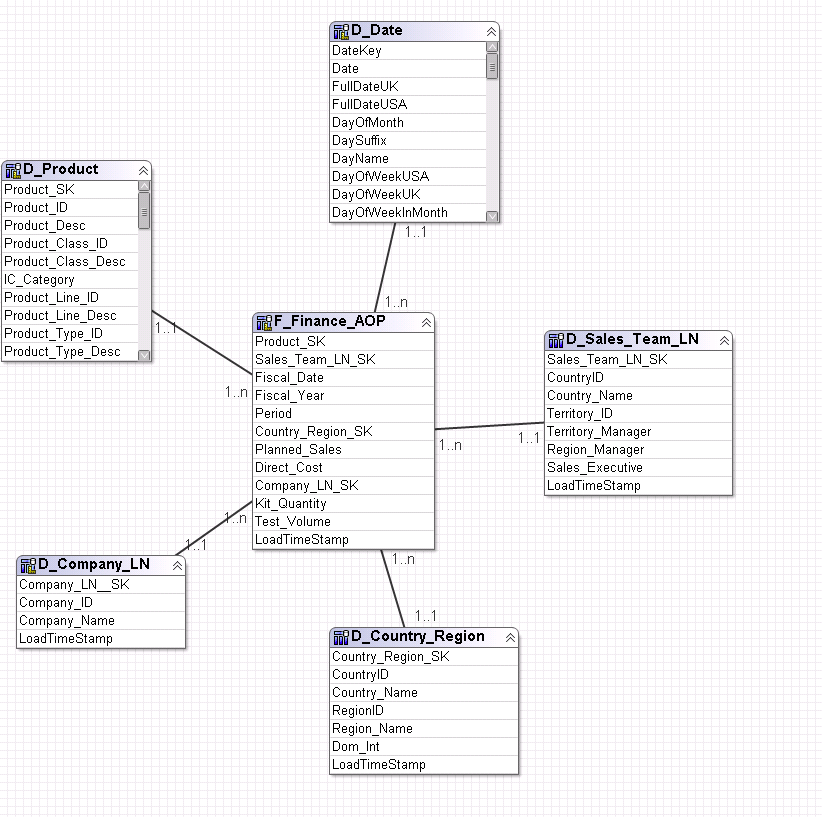 D_Date
DateKey
Date
FullDateUK
FullDateUSA
DayOfMonth
DaySuffix
DayName
DayOfWeekUSA
DayOfWeekUK
DayOfWeekInMonth
1..1
1..n
D_Product
Product_SK
Product_ID
Product_Desc
Product_Class_ID
Product_Class_Desc
IC_Category
Product_Line_ID
Product_Line_Desc
Product_Type_ID
Product_Type_Desc
1..1
1..n
F_Finance_AOP
Product_SK
Sales_Team_LN_SK
Fiscal_Date
Fiscal_Year
Period
Country_Region_SK
Planned_Sales
Direct_Cost
Company_LN_SK
Kit_Quantity
Test_Volume
LoadTimeStamp
1..n
1..1
D_Sales_Team_LN
Sales_Team_LN_SK
CountryID
Country_Name
Territory_ID
Territory_Manager
Region_Manager
Sales_Executive
LoadTimeStamp
1..n
1..1
D_Company_LN
Company_LN__SK
Company_ID
Company_Name
LoadTimeStamp
1..n
1..1
D_Country_Region
Country_Region_SK
CountryID
Country_Name
RegionID
Region_Name
Dom_Int
LoadTimeStamp